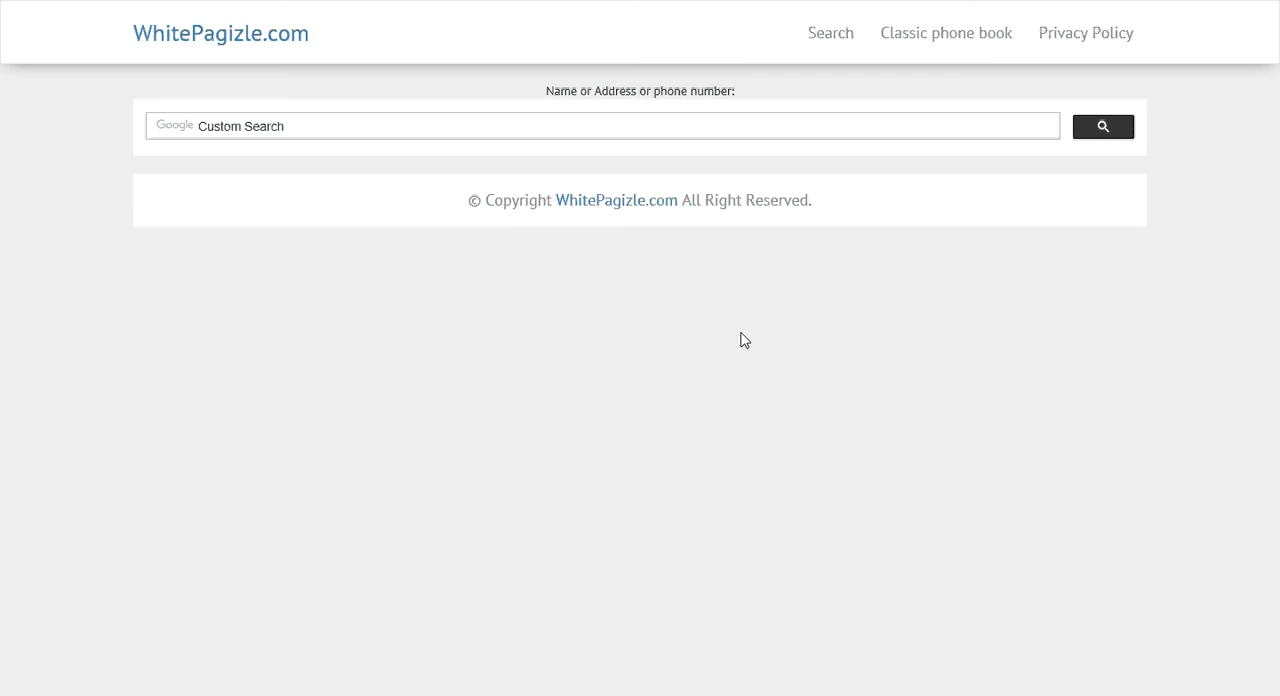 WhitePagizle.com Search Classic phone book Privacy Policy
Name or Address or phone number:
Google Custom Search
© Copyright WhitePagizle.com All Right Reserved.